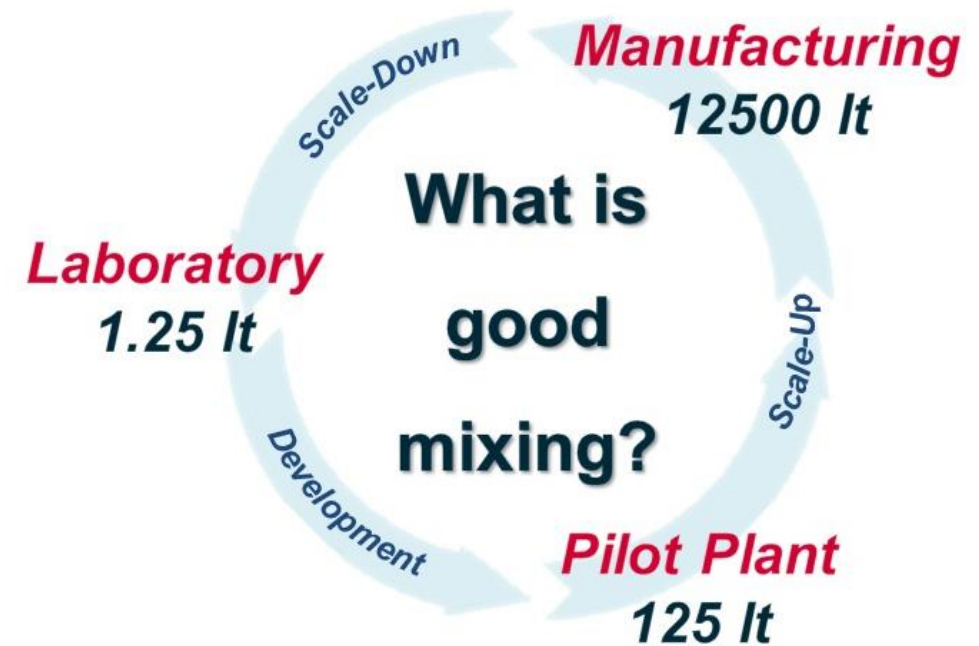 Scale-Down
Manufacturing
12500 lt
What is
good
mixing?
Laboratory
1.25 lt
Scale-Up
Development
Pilot Plant
125 lt